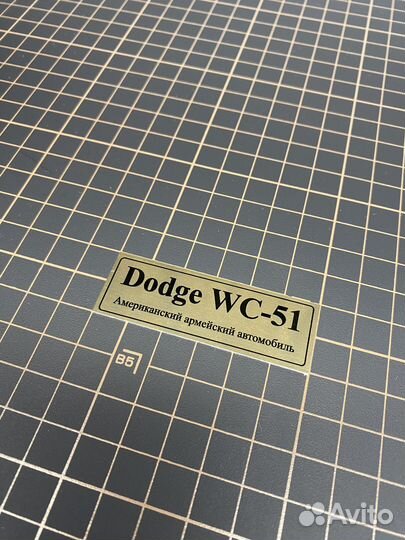 Dodge WC-51
Американский армейский автомобиль
B5
Avito